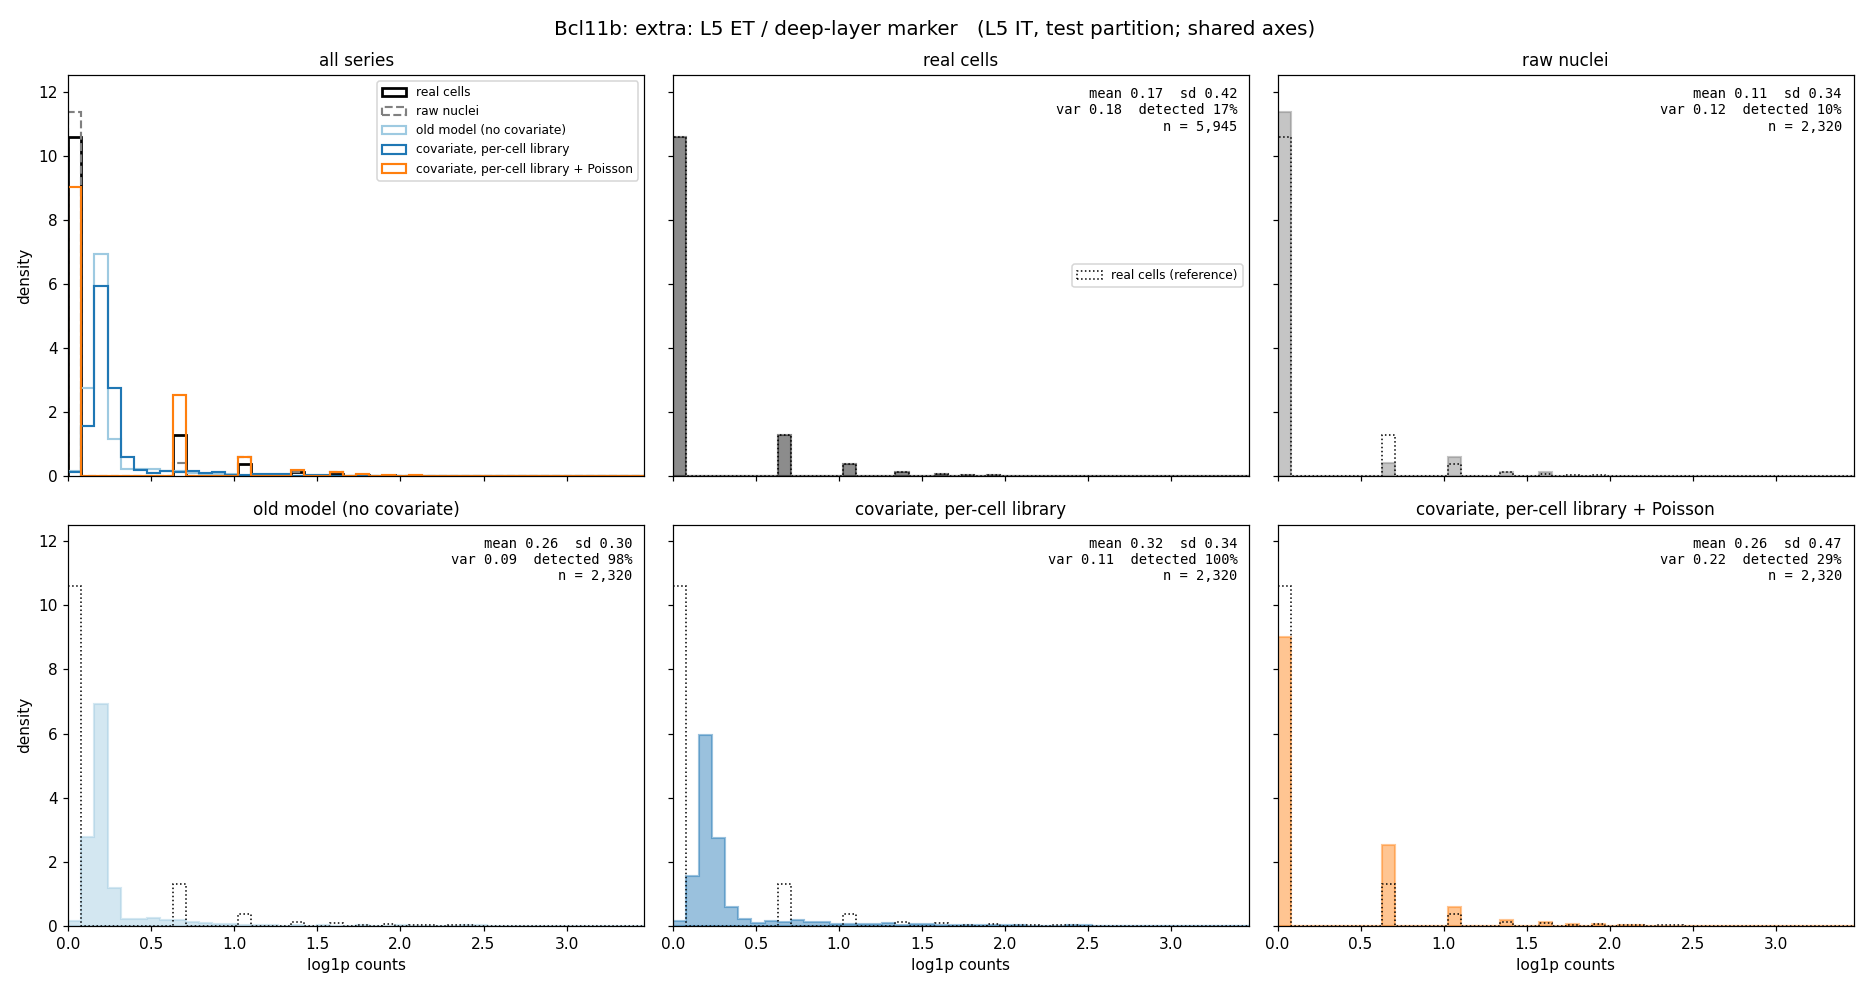 Bcl11b: extra: L5 ET / deep-layer marker (L5 IT, test partition; shared axes)
all series
density
12
10
8
6
4
2
0
real cells
raw nuclei
old model (no covariate)
covariate, per-cell library
covariate, per-cell library + Poisson
real cells
mean 0.17 sd 0.42
var 0.18 detected 17%
n = 5,945
real cells (reference)
raw nuclei
mean 0.11 sd 0.34
var 0.12 detected 10%
n = 2,320
old model (no covariate)
density
12
10
8
6
4
2
0
mean 0.26 sd 0.30
var 0.09 detected 98%
n = 2,320
0.0 0.5 1.0 1.5 2.0 2.5 3.0
log1p counts
covariate, per-cell library
mean 0.32 sd 0.34
var 0.11 detected 100%
n = 2,320
0.0 0.5 1.0 1.5 2.0 2.5 3.0
log1p counts
covariate, per-cell library + Poisson
mean 0.26 sd 0.47
var 0.22 detected 29%
n = 2,320
0.0 0.5 1.0 1.5 2.0 2.5 3.0
log1p counts